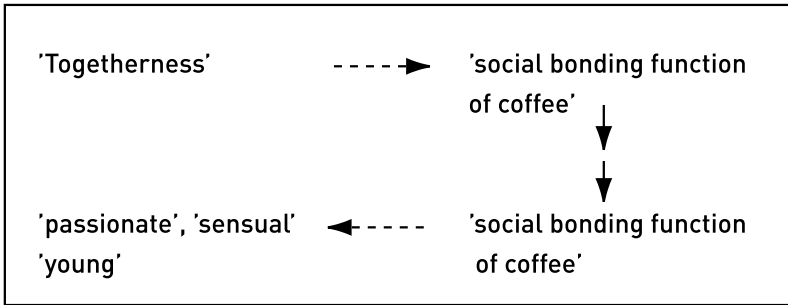 ’Togetherness’
’social bonding function
of coffee’
’passionate’, ’sensual’
’young’
’social bonding function
of coffee’